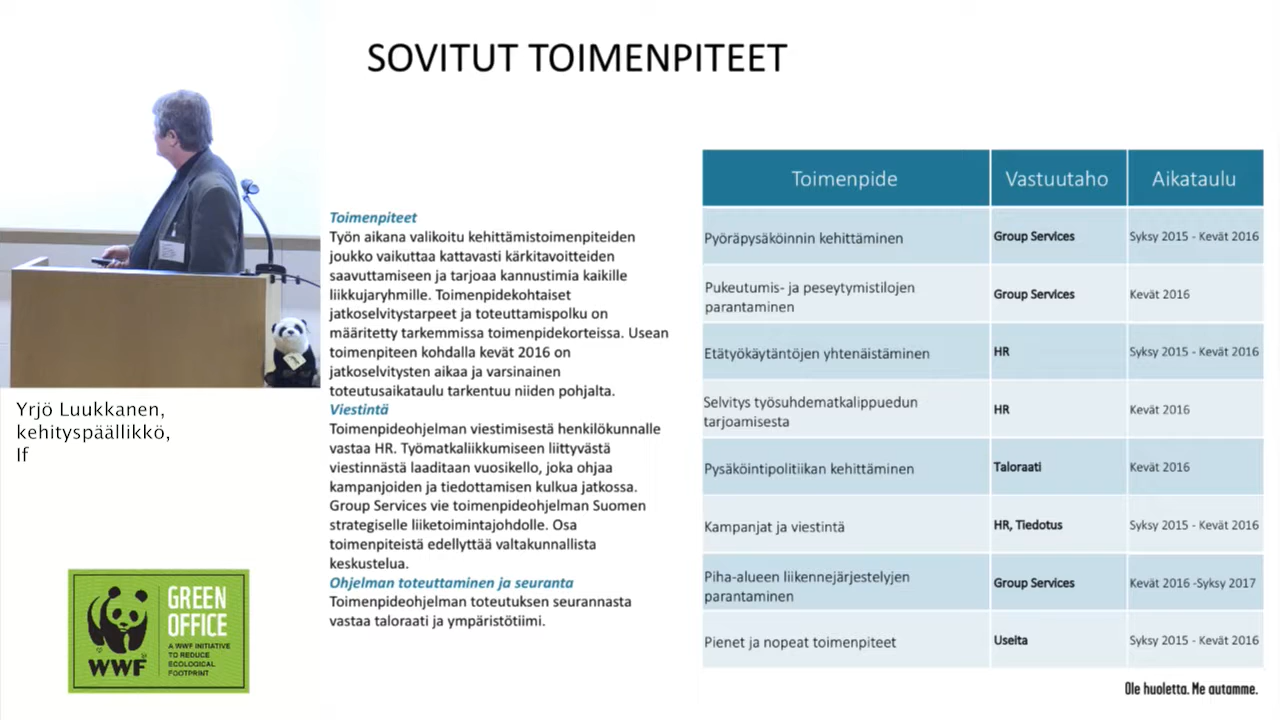 SOVITUT TOIMENPITEET
Toimenpiteet
Työn aikana valikoitu kehittämistoimenpiteiden
joukko vaikuttaa kattavasti kärkitavoitteiden
saavuttamiseen ja tarjoaa kannustimia kaikille
liikkujaryhmille. Toimenpidekohtaiset
jatkoselvitystarpeet ja toteuttamispolku on
määritetty tarkemmissa toimenpidekorteissa. Usean
toimenpiteen kohdalla kevät 2016 on
jatkoselvitysten aikaa ja varsinainen
toteutusaikataulu tarkentuu niiden pohjalta.
Viestintä
Toimenpideohjelman viestimisestä henkilökunnalle
vastaa HR. Työmatkaliikkumiseen liittyvästä
viestinnästä laaditaan vuosikello, joka ohjaa
kampanjoiden ja tiedottamisen kulkua jatkossa.
Group Services vie toimenpideohjelman Suomen
strategiselle liiketoimintajohdolle. Osa
toimenpiteistä edellyttää valtakunnallista
keskustelua.
Ohjelman toteuttaminen ja seuranta
Toimenpideohjelman toteutuksen seurannasta
vastaa taloraati ja ympäristötiimi.
Toimenpide Vastuutaho Aikataulu
Pyöräpysäköinnin kehittäminen Group Services Syksy 2015 - Kevät 2016
Pukeutumis- ja peseytymistilojen
parantaminen Group Services Kevät 2016
Etätyökäytäntöjen yhtenäistäminen HR Syksy 2015 - Kevät 2016
Selvitys työsuhdematkalippuedun
tarjoamisesta HR Kevät 2016
Pysäköintipolitiikan kehittäminen Taloraati Kevät 2016
Kampanjat ja viestintä HR, Tiedotus Syksy 2015 - Kevät 2016
Piha-alueen liikennejärjestelyjen
parantaminen Group Services Kevät 2016 -Syksy 2017
Pienet ja nopeat toimenpiteet Useita Syksy 2015 - Kevät 2016
Ole huoletta. Me autamme.
Yrjö Luukkanen,
kehityspäällikkö,
If
WWF
GREEN
OFFICE
A WWF INITIATIVE
TO REDUCE
ECOLOGICAL
FOOTPRINT